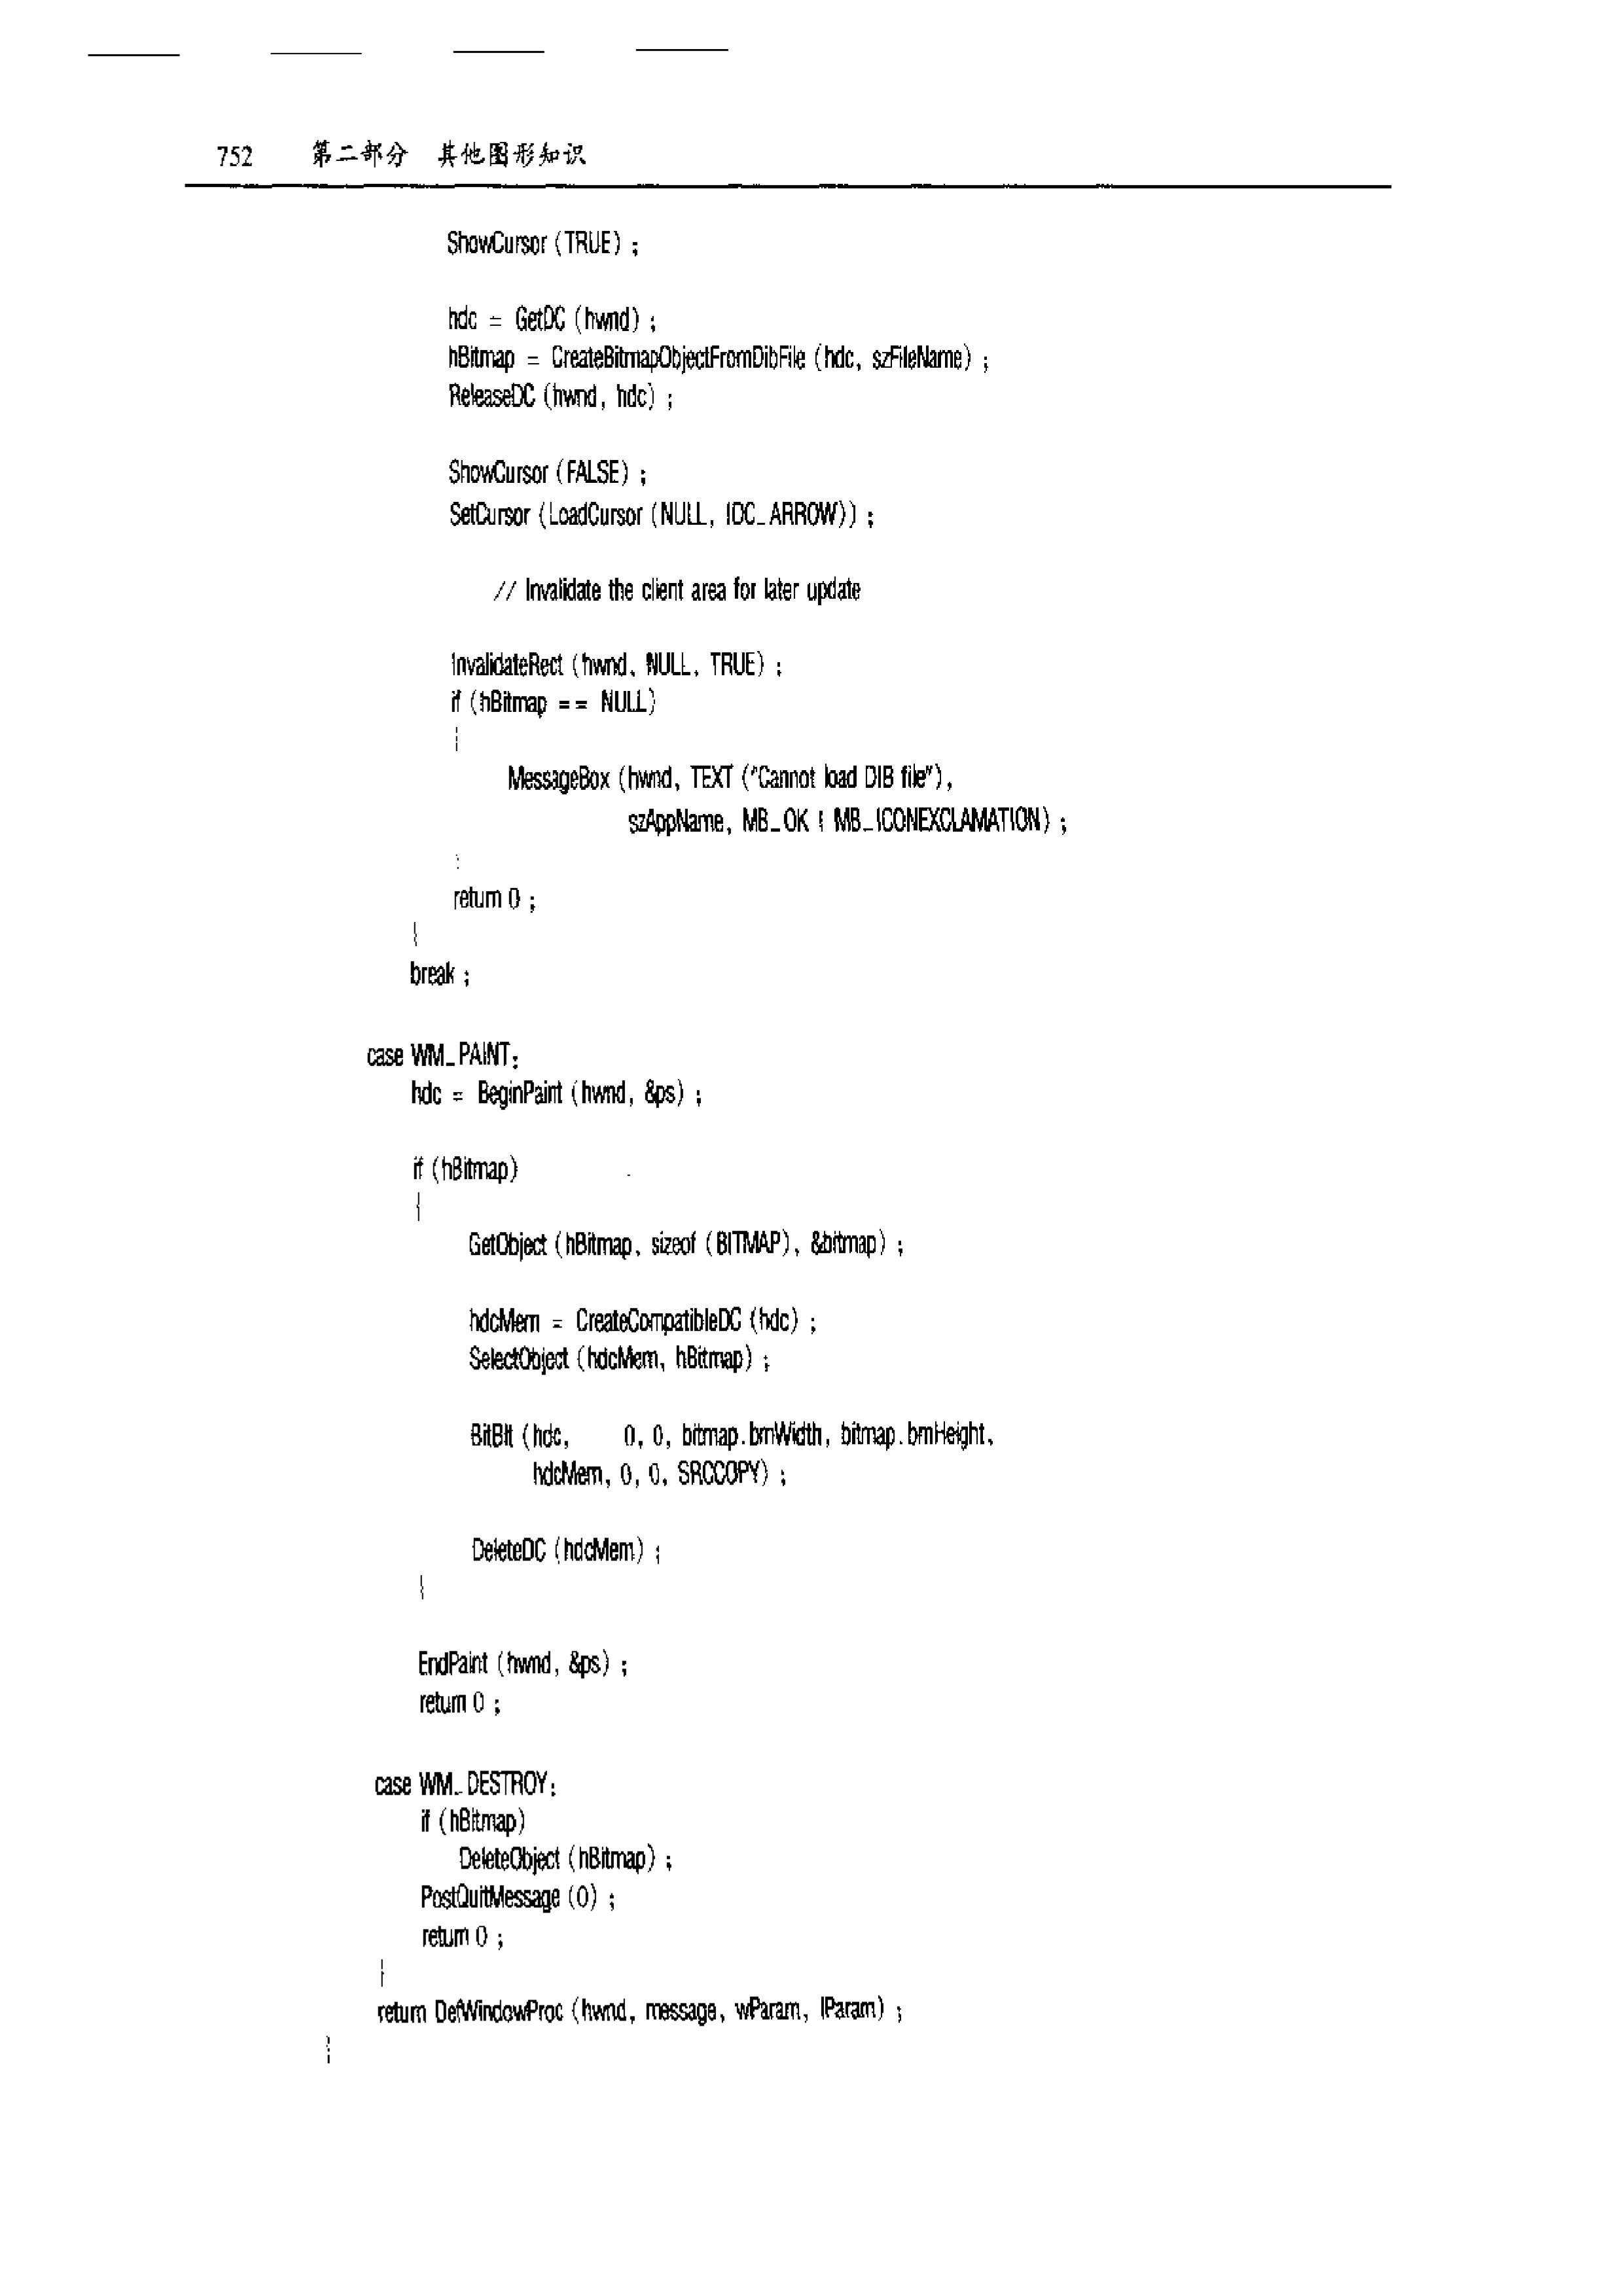 752 第二部分 其他图形知识
ShowCursor (TRUE) ;
hdc = GetDC (hwnd) ;
hBitmap = CreateBitmapObjectFromDibFile (hdc, szFileName) ;
ReleaseDC (hwnd, hdc) ;
ShowCursor (FALSE) ;
SetCursor (LoadCursor (NULL, IDC_ARROW)) ;
// Invalidate the client area for later update
InvalidateRect (hwnd, NULL, TRUE) ;
if (hBitmap == NULL)
{
MessageBox (hwnd, TEXT ("Cannot load DIB file"),
szAppName, MB_OK | MB_ICONEXCLAMATION) ;
}
return 0 ;
}
break ;
case WM_PAINT:
hdc = BeginPaint (hwnd, &ps) ;
if (hBitmap)
{
GetObject (hBitmap, sizeof (BITMAP), &bitmap) ;
hdcMem = CreateCompatibleDC (hdc) ;
SelectObject (hdcMem, hBitmap) ;
BitBlt (hdc, 0, 0, bitmap.bmWidth, bitmap.bmHeight,
hdcMem, 0, 0, SRCCOPY) ;
DeleteDC (hdcMem) ;
}
EndPaint (hwnd, &ps) ;
return 0 ;
case WM_DESTROY:
if (hBitmap)
DeleteObject (hBitmap) ;
PostQuitMessage (0) ;
return 0 ;
}
return DefWindowProc (hwnd, message, wParam, lParam) ;
}